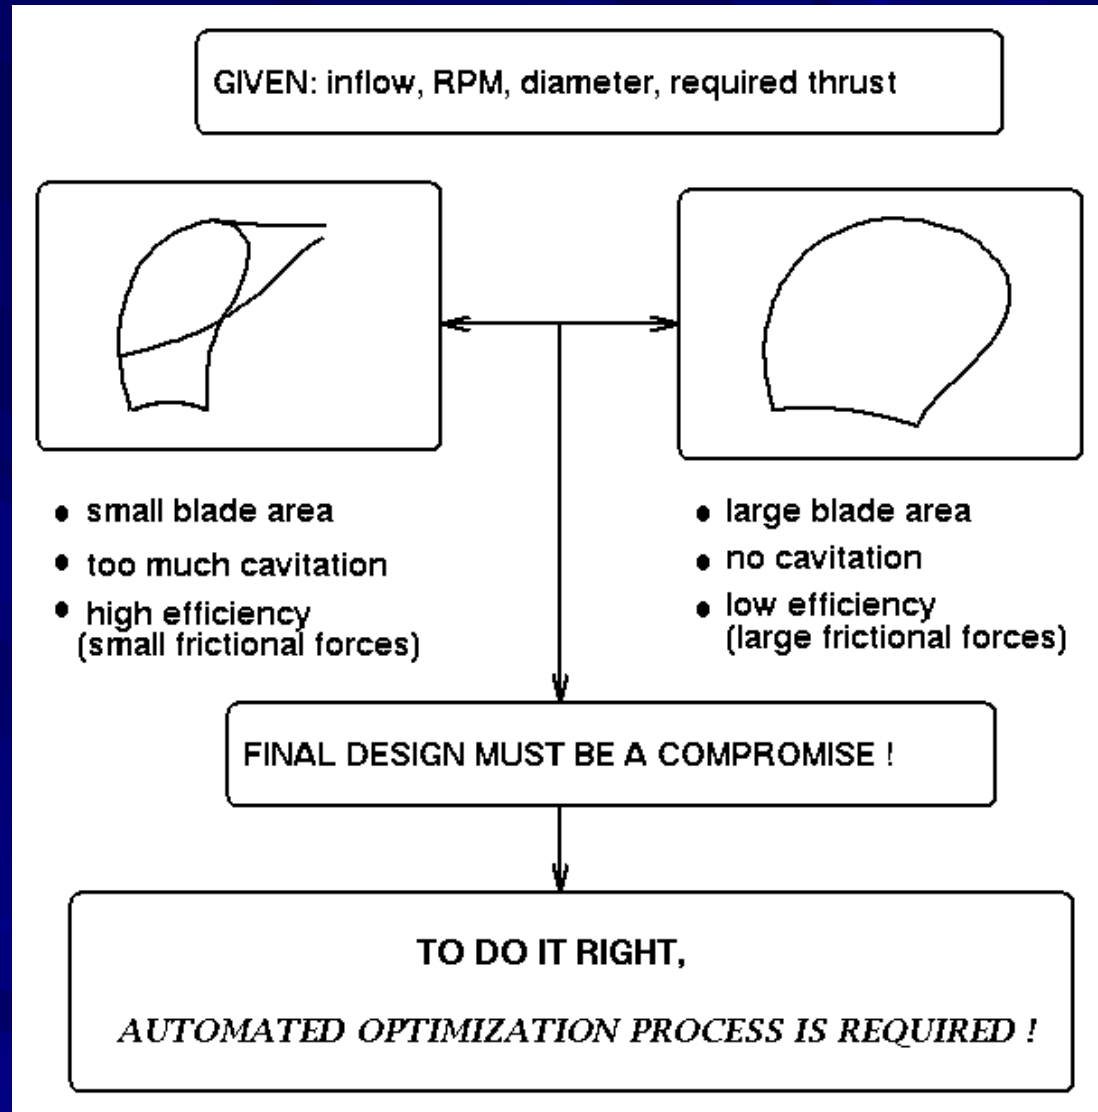 GIVEN: inflow, RPM, diameter, required thrust
• small blade area
• too much cavitation
• high efficiency
(small frictional forces)
• large blade area
• no cavitation
• low efficiency
(large frictional forces)
FINAL DESIGN MUST BE A COMPROMISE !
TO DO IT RIGHT,
AUTOMATED OPTIMIZATION PROCESS IS REQUIRED !